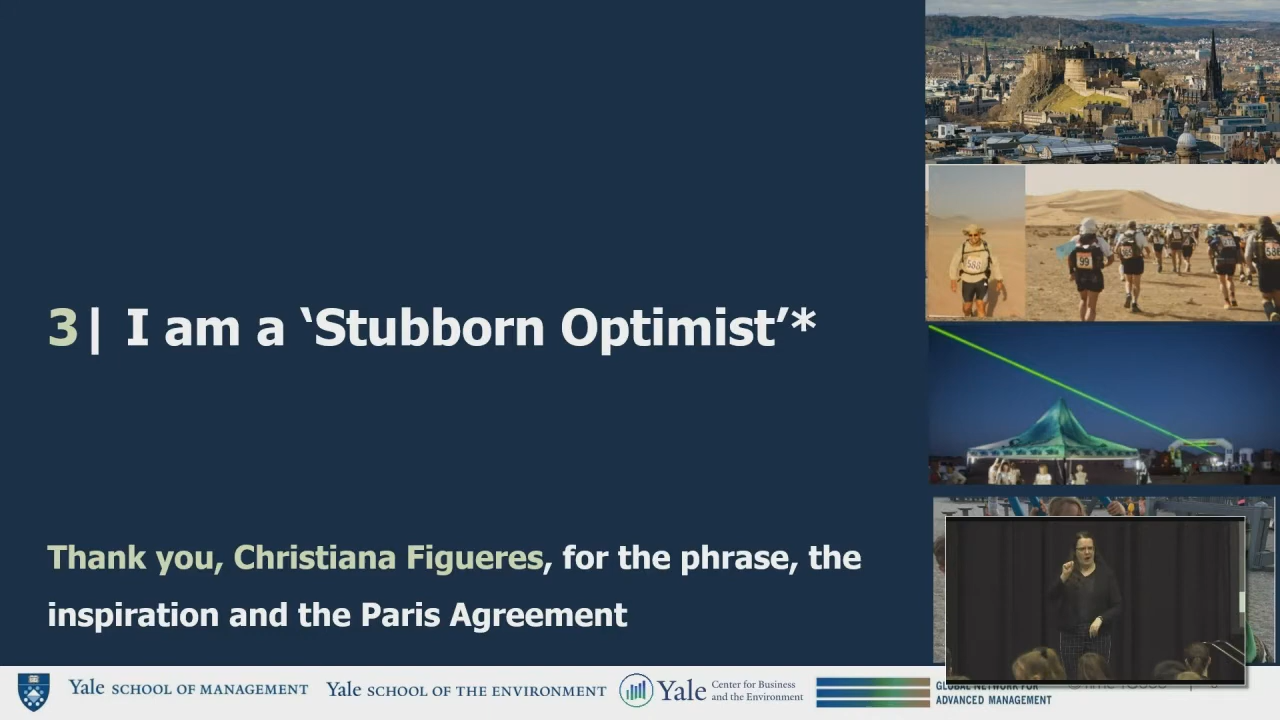 3| I am a ‘Stubborn Optimist’*
Thank you, Christiana Figueres, for the phrase, the
inspiration and the Paris Agreement
99
588
Yale SCHOOL OF MANAGEMENT
Yale SCHOOL OF THE ENVIRONMENT
Yale Center for Business
and the Environment
GLOBAL NETWORK FOR
ADVANCED MANAGEMENT